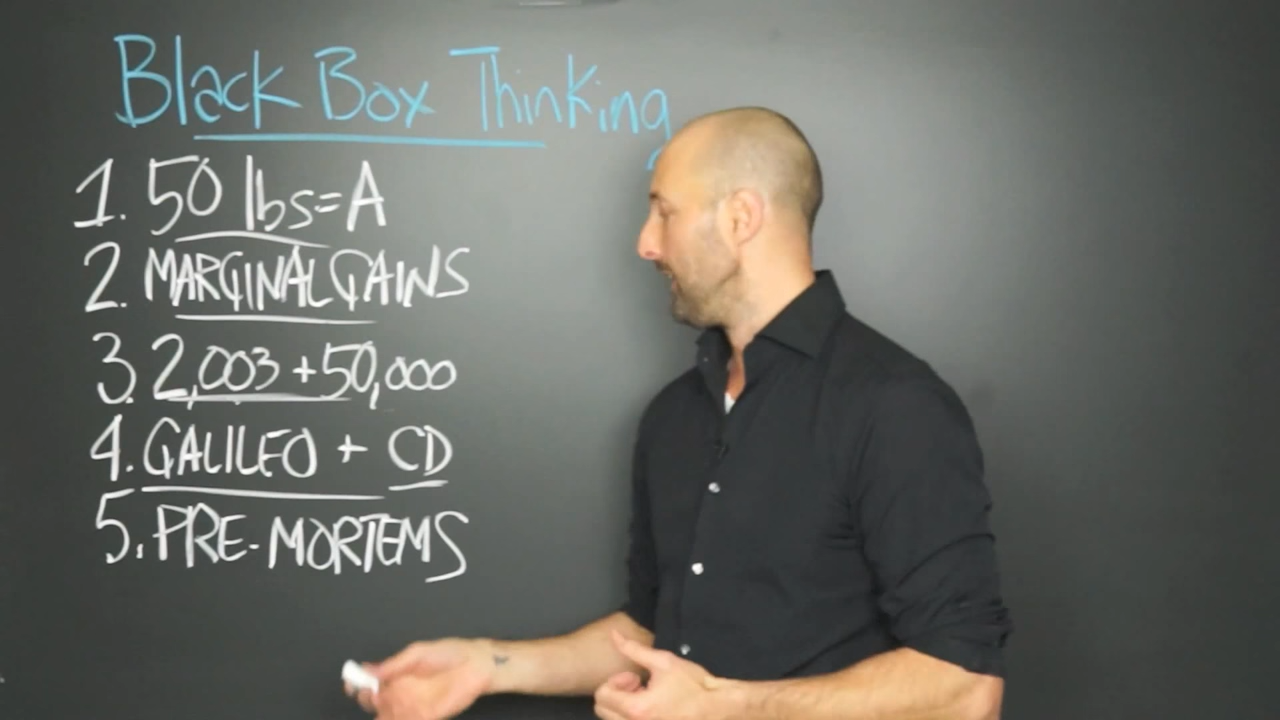 Black Box Thinking
1. 50 lbs=A
2. MARGINAL GAINS
3. 2,003 + 50,000
4. GALILEO + CD
5. PRE-MORTEMS